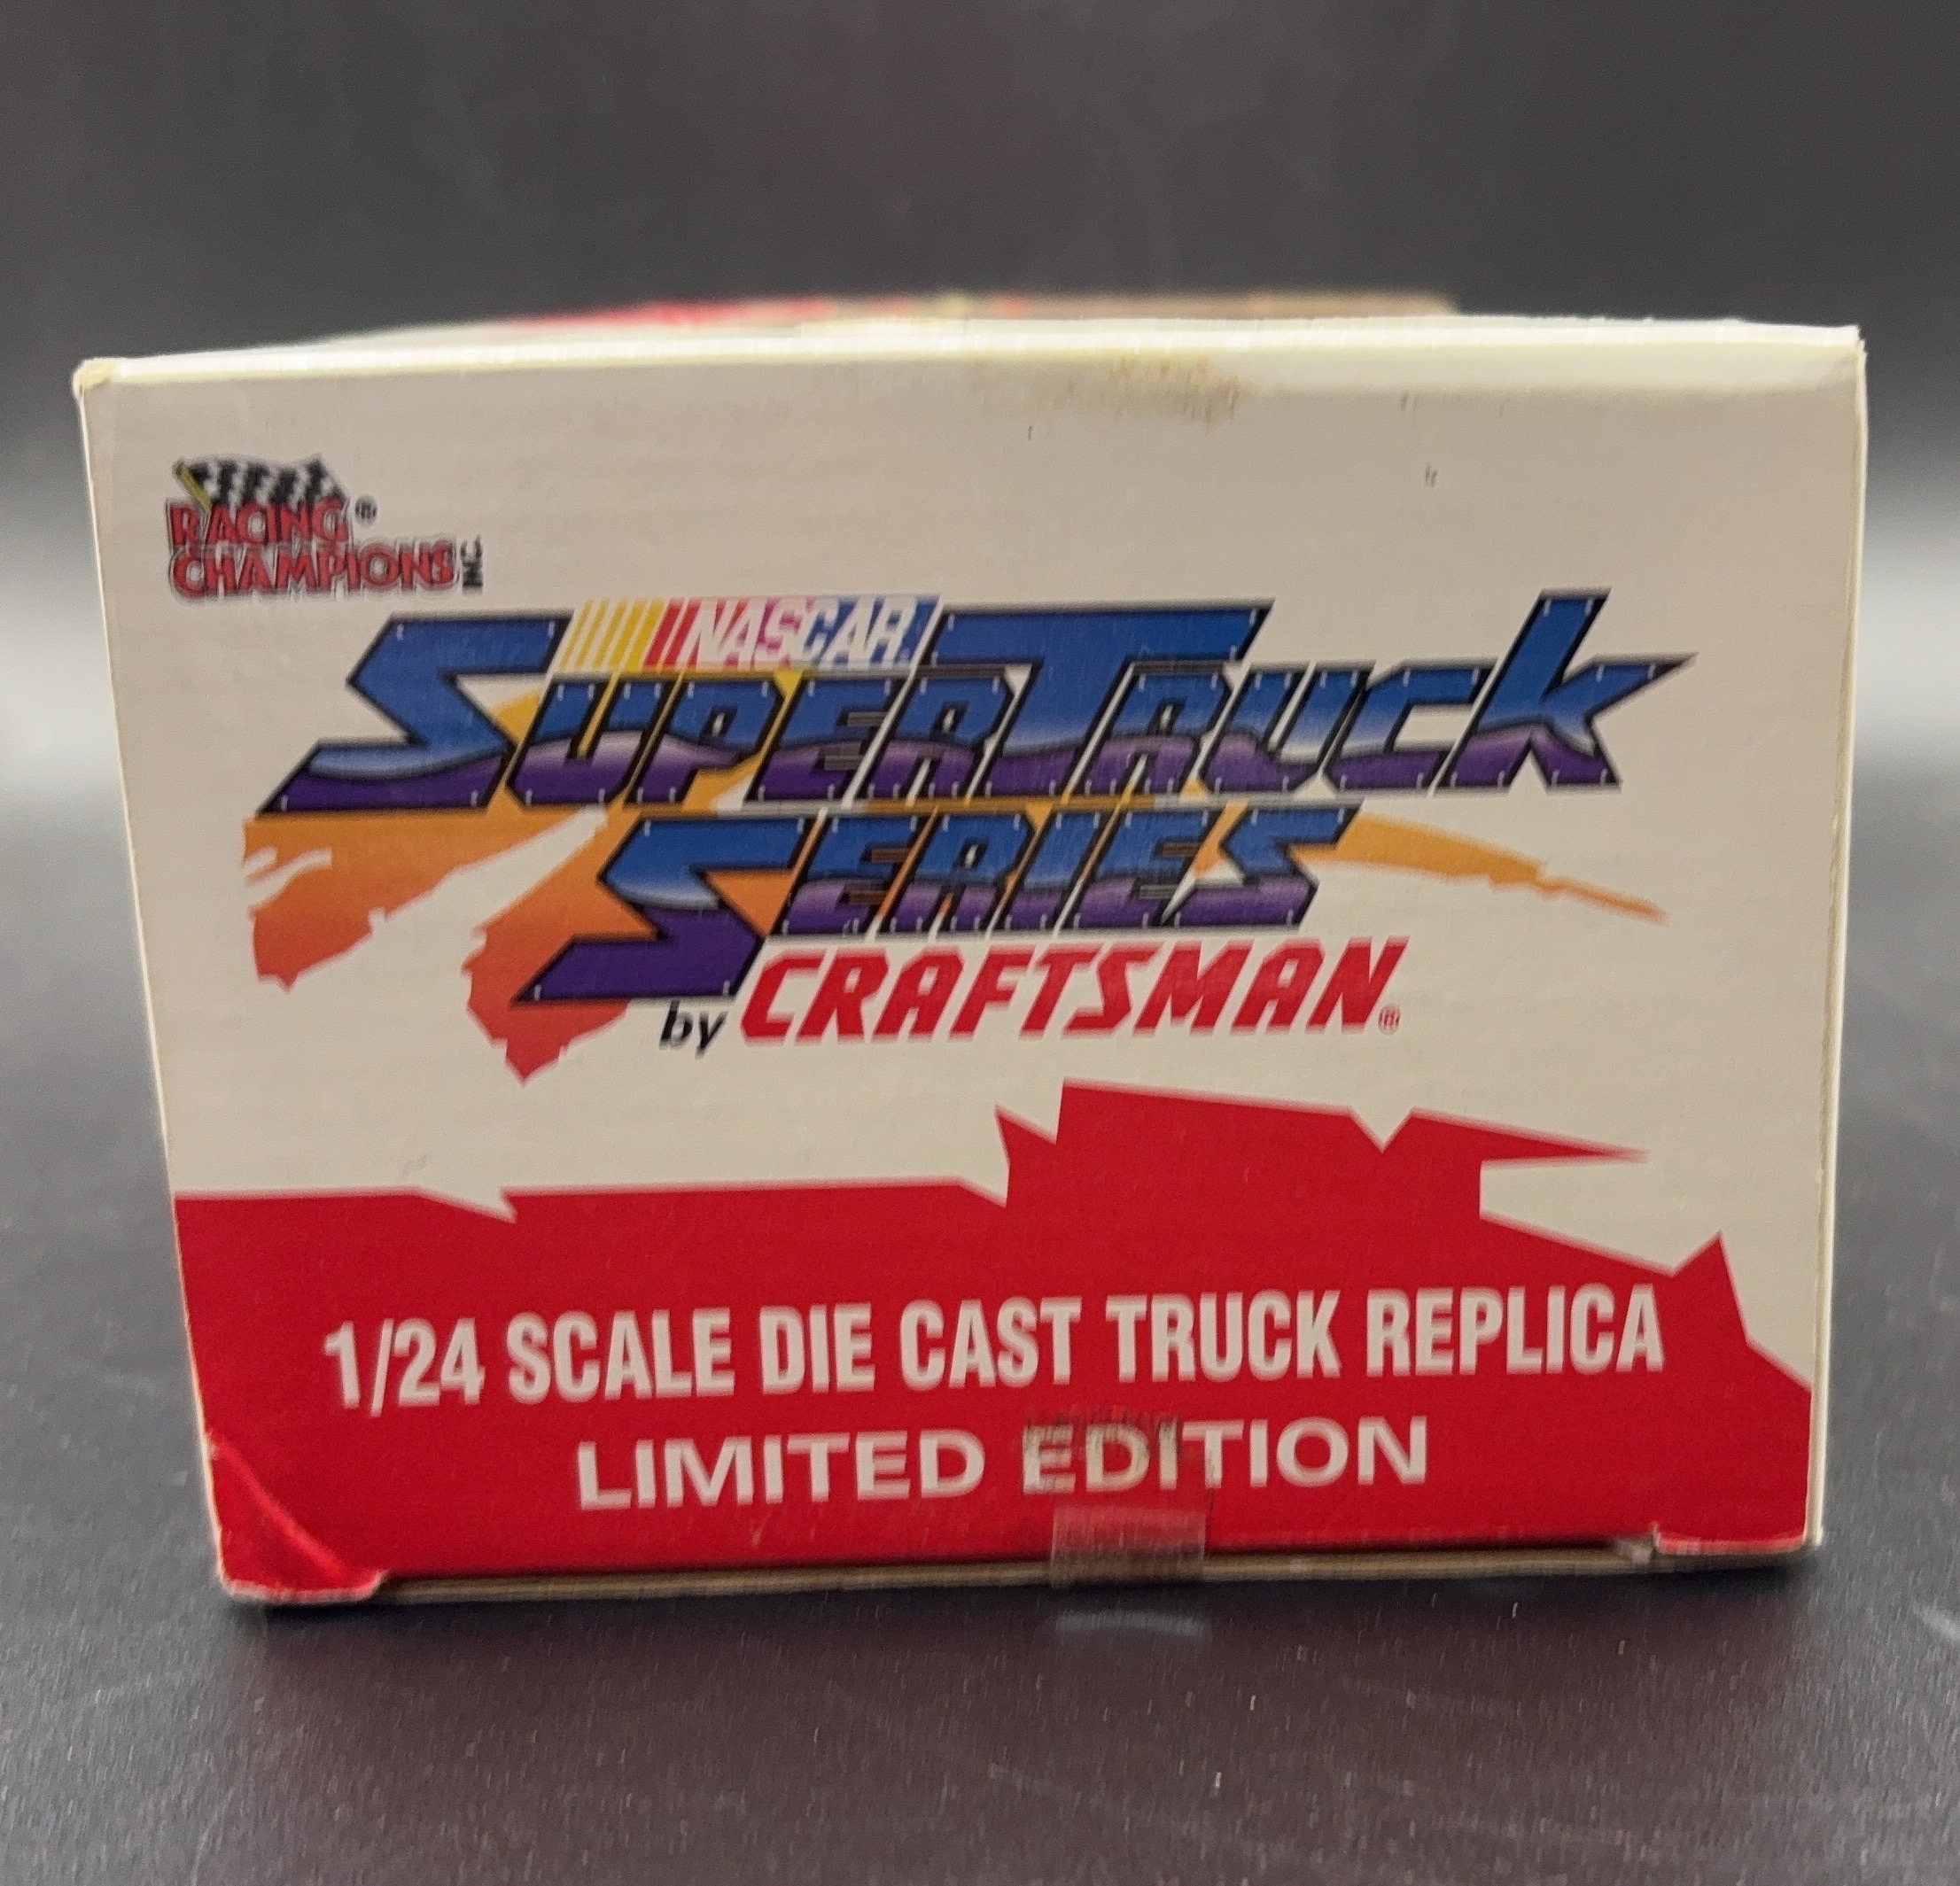 RACING®
CHAMPIONS INC.
NASCAR
SUPERTRUCK
SERIES
by CRAFTSMAN®
1/24 SCALE DIE CAST TRUCK REPLICA
LIMITED EDITION